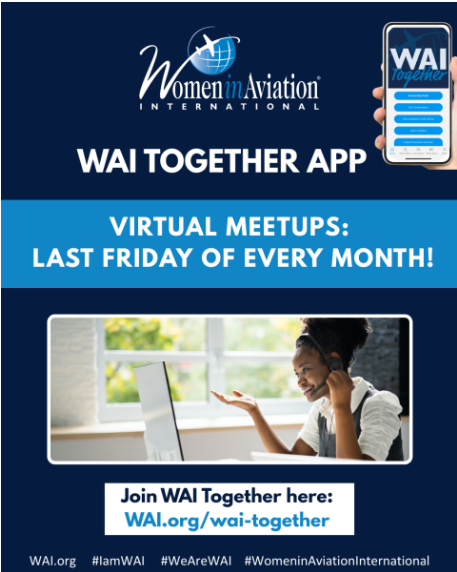 Women in Aviation®
INTERNATIONAL
WAI
Together
WAI TOGETHER APP
VIRTUAL MEETUPS:
LAST FRIDAY OF EVERY MONTH!
Join WAI Together here:
WAI.org/wai-together
WAI.org #IamWAI #WeAreWAI #WomeninAviationInternational